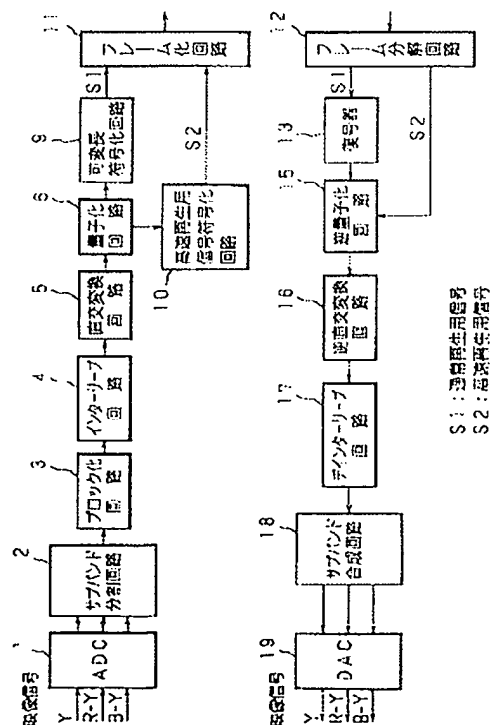 映像信号
Y
R-Y
B-Y
1
ADC
2
サブバンド
分割回路
3
ブロック化
回路
4
インターリーブ
回路
5
直交変換
回路
6
量子化
回路
9
可変長
符号化回路
10
高速再生用
信号符号化
回路
S1
S2
11
フレーム化回路
映像信号
Y
R-Y
B-Y
19
DAC
18
サブバンド
合成回路
17
デインターリーブ
回路
16
逆直交変換
回路
15
逆量子化
回路
13
復号器
S1
S2
12
フレーム分解回路
S1:通常再生用信号
S2:高速再生用信号